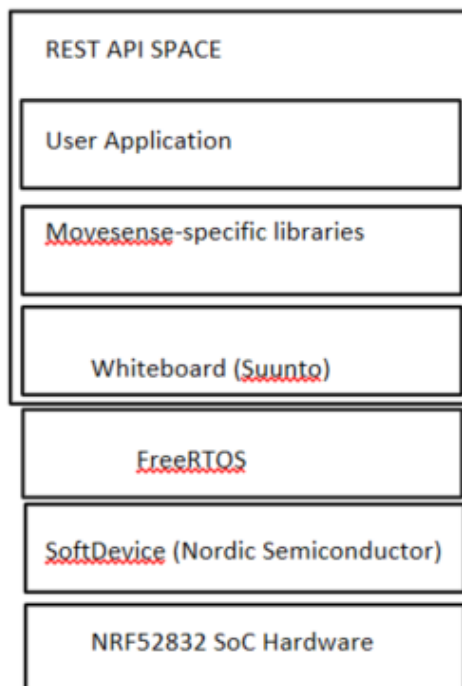 REST API SPACE
User Application
Movesense-specific libraries
Whiteboard (Suunto)
FreeRTOS
SoftDevice (Nordic Semiconductor)
NRF52832 SoC Hardware